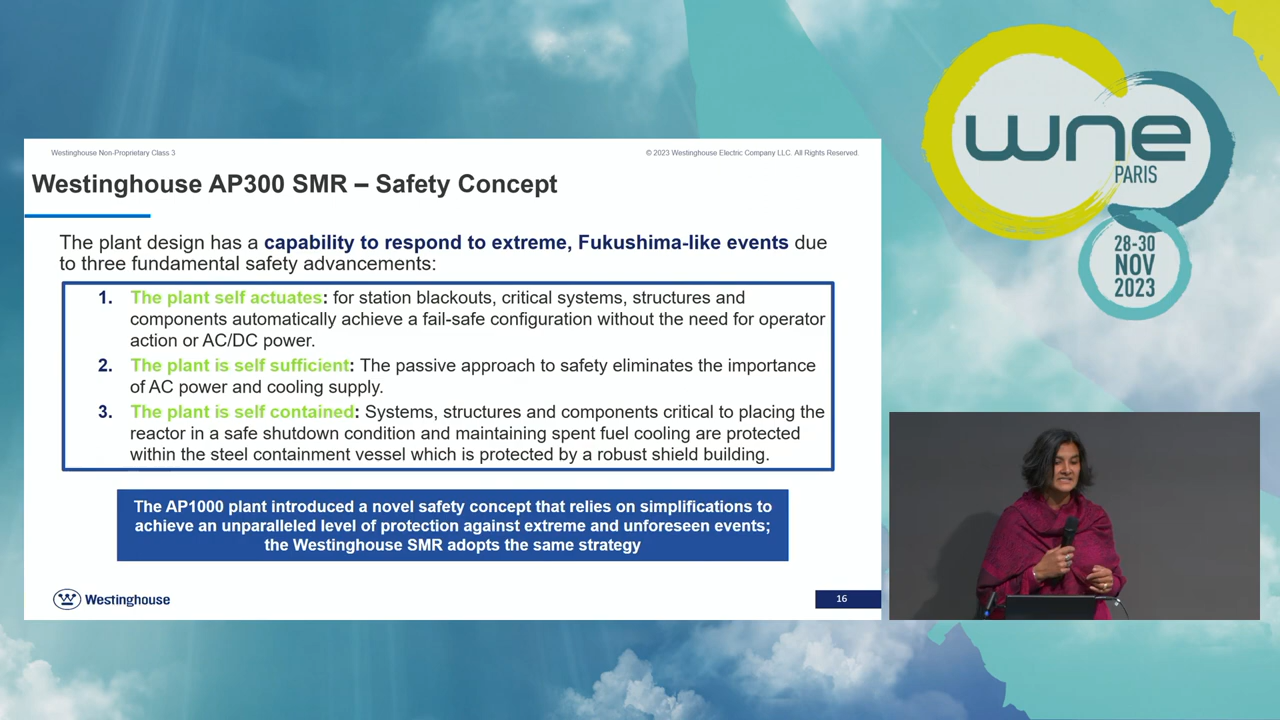 Westinghouse Non-Proprietary Class 3
© 2023 Westinghouse Electric Company LLC. All Rights Reserved.
Westinghouse AP300 SMR – Safety Concept
The plant design has a capability to respond to extreme, Fukushima-like events due
to three fundamental safety advancements:
1. The plant self actuates: for station blackouts, critical systems, structures and
components automatically achieve a fail-safe configuration without the need for operator
action or AC/DC power.
2. The plant is self sufficient: The passive approach to safety eliminates the importance
of AC power and cooling supply.
3. The plant is self contained: Systems, structures and components critical to placing the
reactor in a safe shutdown condition and maintaining spent fuel cooling are protected
within the steel containment vessel which is protected by a robust shield building.
The AP1000 plant introduced a novel safety concept that relies on simplifications to
achieve an unparalleled level of protection against extreme and unforeseen events;
the Westinghouse SMR adopts the same strategy
Westinghouse
16
wne
PARIS
28-30
NOV
2023